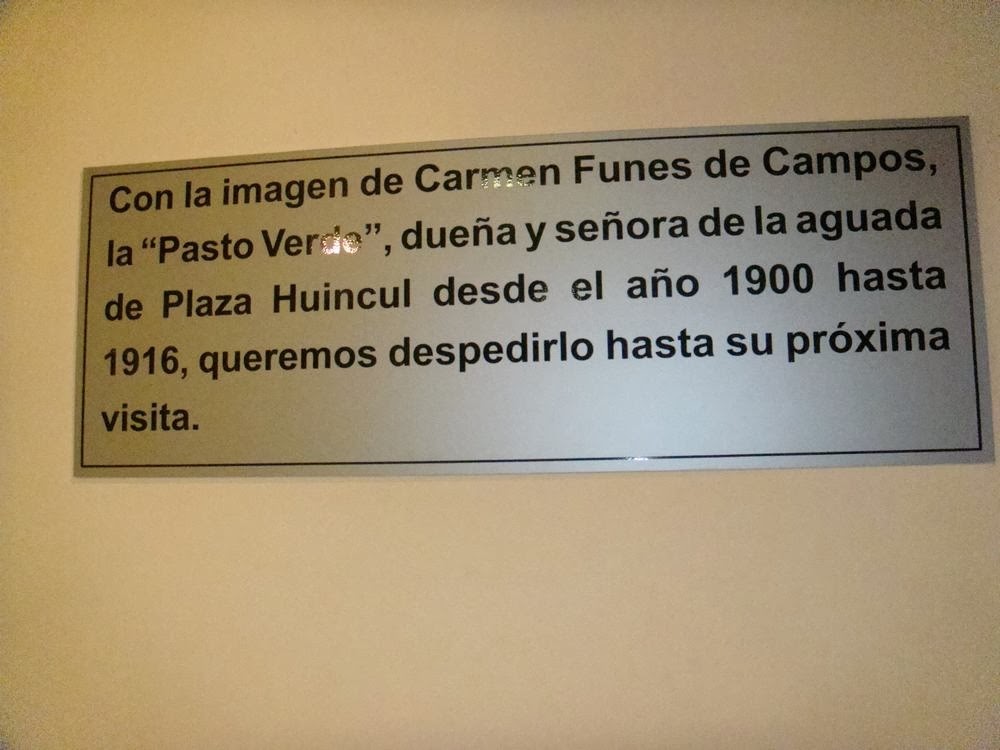 Con la imagen de Carmen Funes de Campos,
la “Pasto Verde”, dueña y señora de la aguada
de Plaza Huincul desde el año 1900 hasta
1916, queremos despedirlo hasta su próxima
visita.